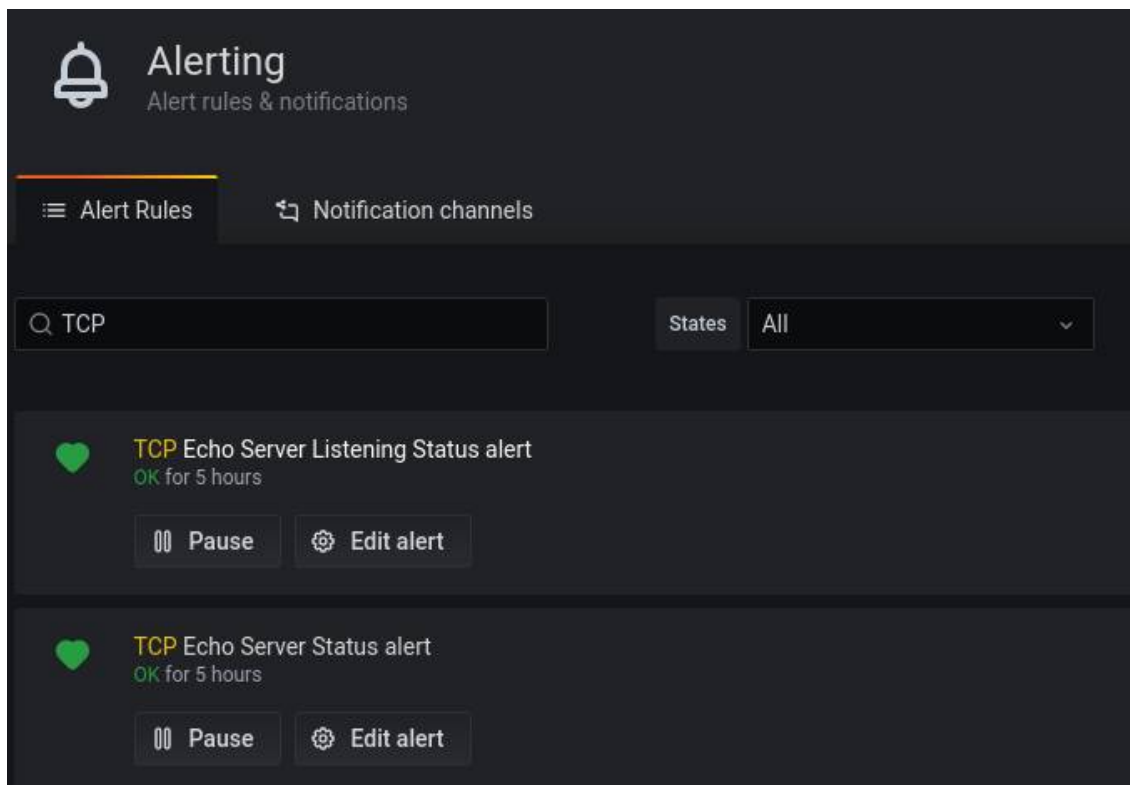 Alerting
Alert rules & notifications
Alert Rules
Notification channels
TCP
States
All
TCP Echo Server Listening Status alert
OK for 5 hours
Pause
Edit alert
TCP Echo Server Status alert
OK for 5 hours
Pause
Edit alert